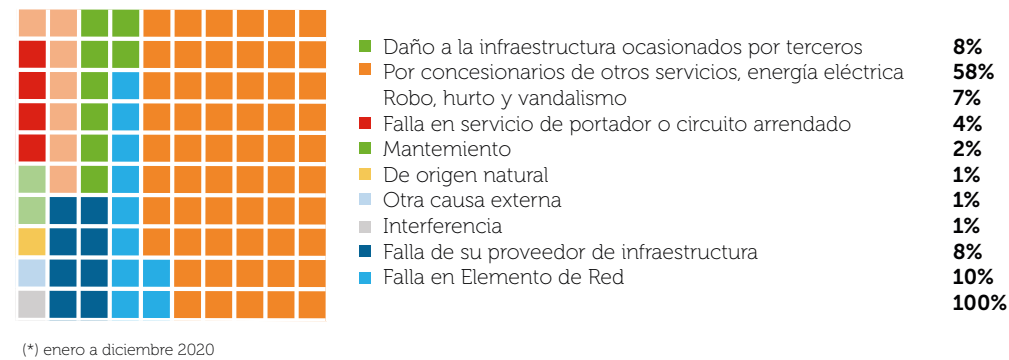 Daño a la infraestructura ocasionados por terceros 8%
Por concesionarios de otros servicios, energía eléctrica 58%
Robo, hurto y vandalismo 7%
Falla en servicio de portador o circuito arrendado 4%
Mantemiento 2%
De origen natural 1%
Otra causa externa 1%
Interferencia 1%
Falla de su proveedor de infraestructura 8%
Falla en Elemento de Red 10%
100%
(*) enero a diciembre 2020